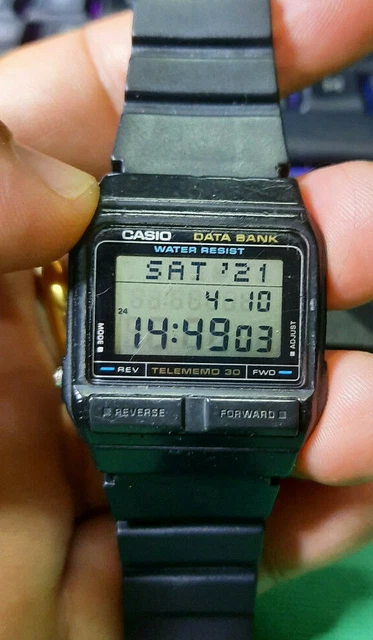 CASIO DATA BANK
WATER RESIST
SAT '21
4-10
24
14:49 03
MODE
ADJUST
REV TELEMEMO 30 FWD
REVERSE FORWARD